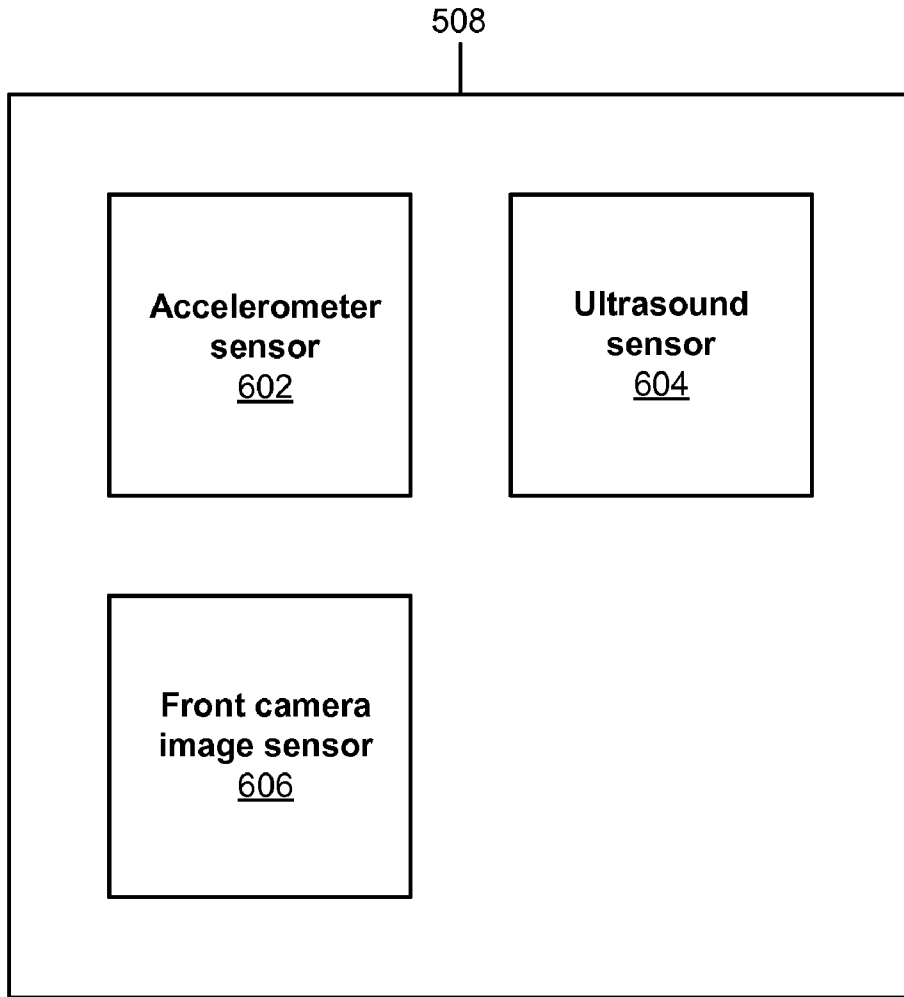 508
Accelerometer
sensor
602
Ultrasound
sensor
604
Front camera
image sensor
606